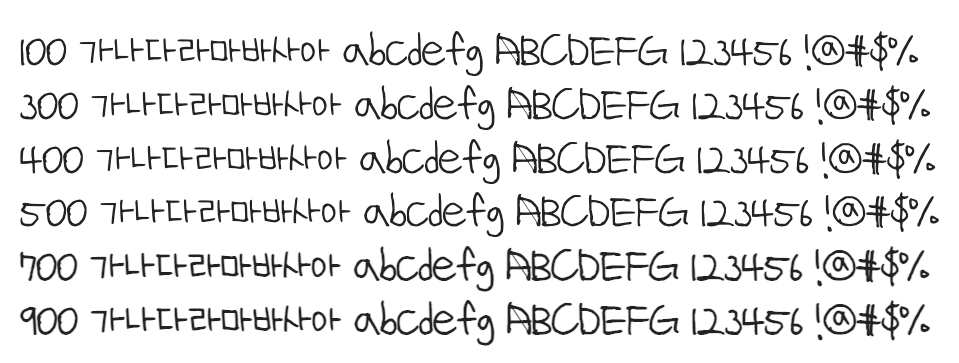 100 가나다라마바사아 abcdefg ABCDEFG 123456 !@#$%
300 가나다라마바사아 abcdefg ABCDEFG 123456 !@#$%
400 가나다라마바사아 abcdefg ABCDEFG 123456 !@#$%
500 가나다라마바사아 abcdefg ABCDEFG 123456 !@#$%
700 가나다라마바사아 abcdefg ABCDEFG 123456 !@#$%
900 가나다라마바사아 abcdefg ABCDEFG 123456 !@#$%